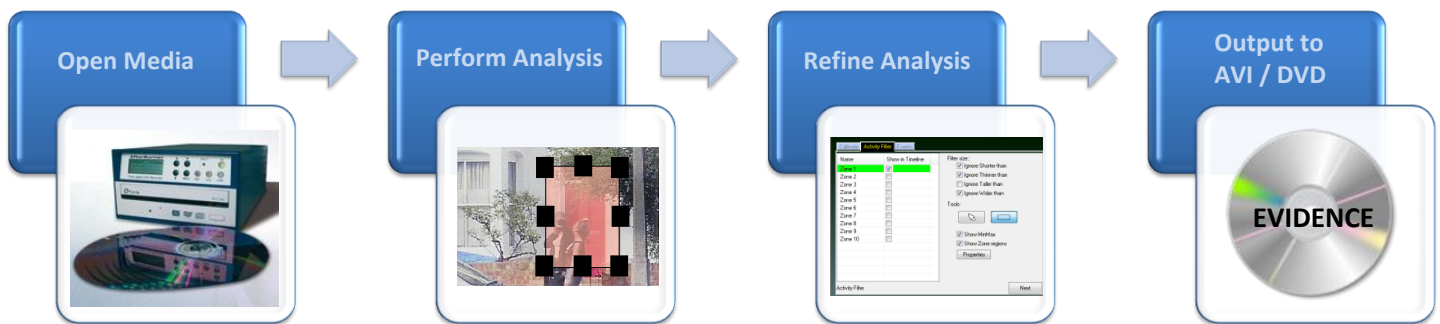 Open Media
Perform Analysis
Refine Analysis
Output to
AVI / DVD
AfterBurner
Activity Filter
Name Show in Timeline
Zone 1
Zone 2
Zone 3
Zone 4
Zone 5
Zone 6
Zone 7
Zone 8
Zone 9
Zone 10
Filter size:
Ignore Shorter than
Ignore Thinner than
Ignore Taller than
Ignore Wider than
Tools:
Show MinMax
Show Zone regions
Properties
Activity Filter
Next
EVIDENCE